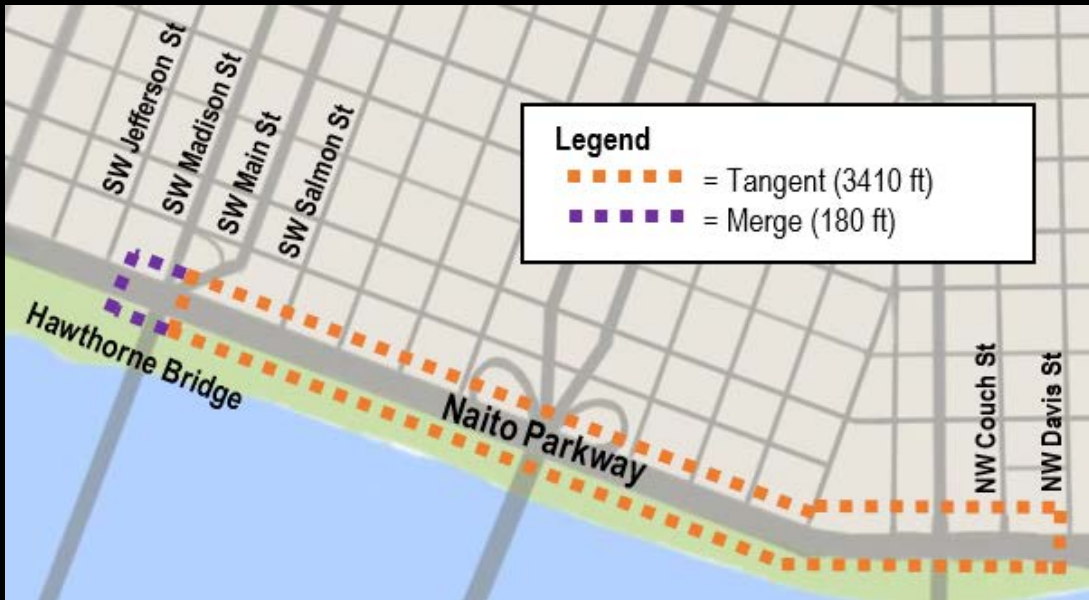 SW Jefferson St
SW Madison St
SW Main St
SW Salmon St
Legend
= Tangent (3410 ft)
= Merge (180 ft)
Hawthorne Bridge
Naito Parkway
NW Couch St
NW Davis St